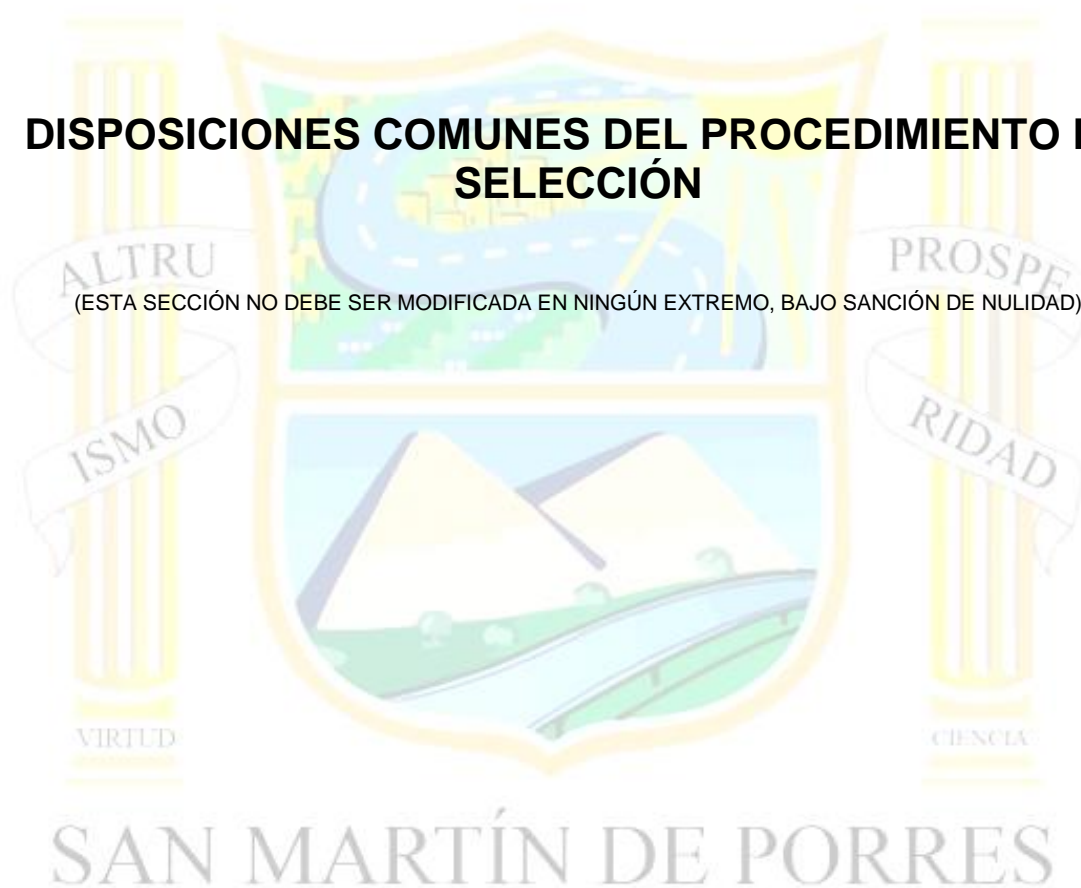 DISPOSICIONES COMUNES DEL PROCEDIMIENTO
SELECCIÓN
ALTRU
PROSPE
(ESTA SECCIÓN NO DEBE SER MODIFICADA EN NINGÚN EXTREMO, BAJO SANCIÓN DE NULIDAD)
ISMO
RIDAD
VIRTUD
CIENCIA
SAN MARTÍN DE PORRES